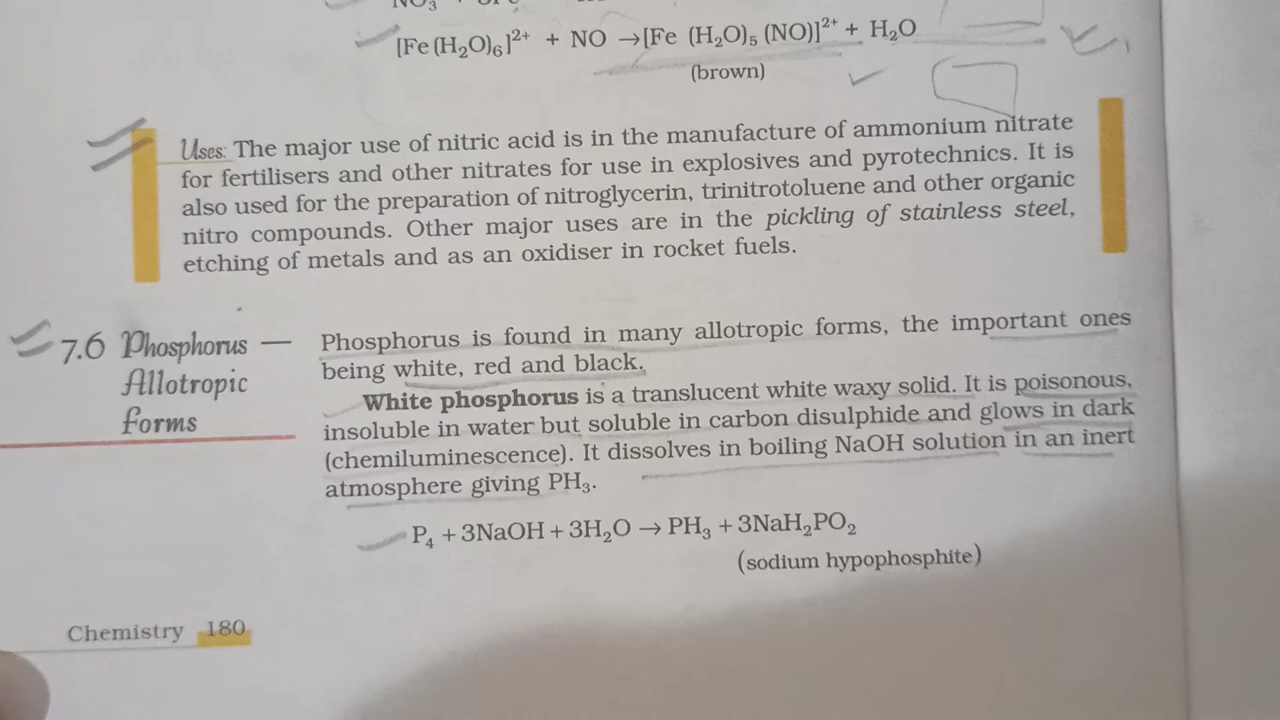 [Fe(H₂O)₆]²⁺ + NO →[Fe (H₂O)₅ (NO)]²⁺ + H₂O
(brown)
Uses: The major use of nitric acid is in the manufacture of ammonium nitrate
for fertilisers and other nitrates for use in explosives and pyrotechnics. It is
also used for the preparation of nitroglycerin, trinitrotoluene and other organic
nitro compounds. Other major uses are in the pickling of stainless steel,
etching of metals and as an oxidiser in rocket fuels.
7.6 Phosphorus —
Allotropic
forms
Phosphorus is found in many allotropic forms, the important ones
being white, red and black.
White phosphorus is a translucent white waxy solid. It is poisonous,
insoluble in water but soluble in carbon disulphide and glows in dark
(chemiluminescence). It dissolves in boiling NaOH solution in an inert
atmosphere giving PH₃.
P₄ + 3NaOH + 3H₂O → PH₃ + 3NaH₂PO₂
(sodium hypophosphite)
Chemistry 180